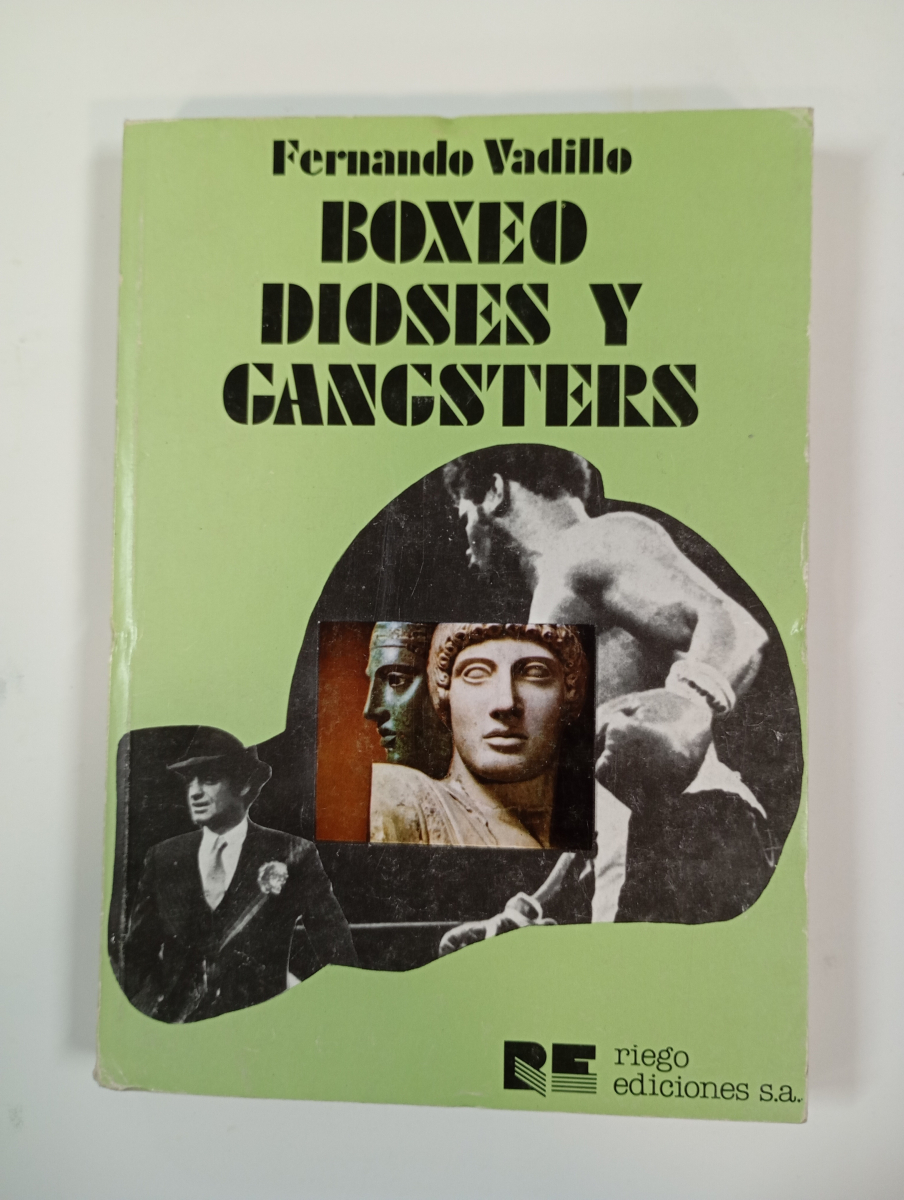 Fernando Vadillo
BOXEO
DIOSES Y
GANGSTERS
RE
riego
ediciones s.a.